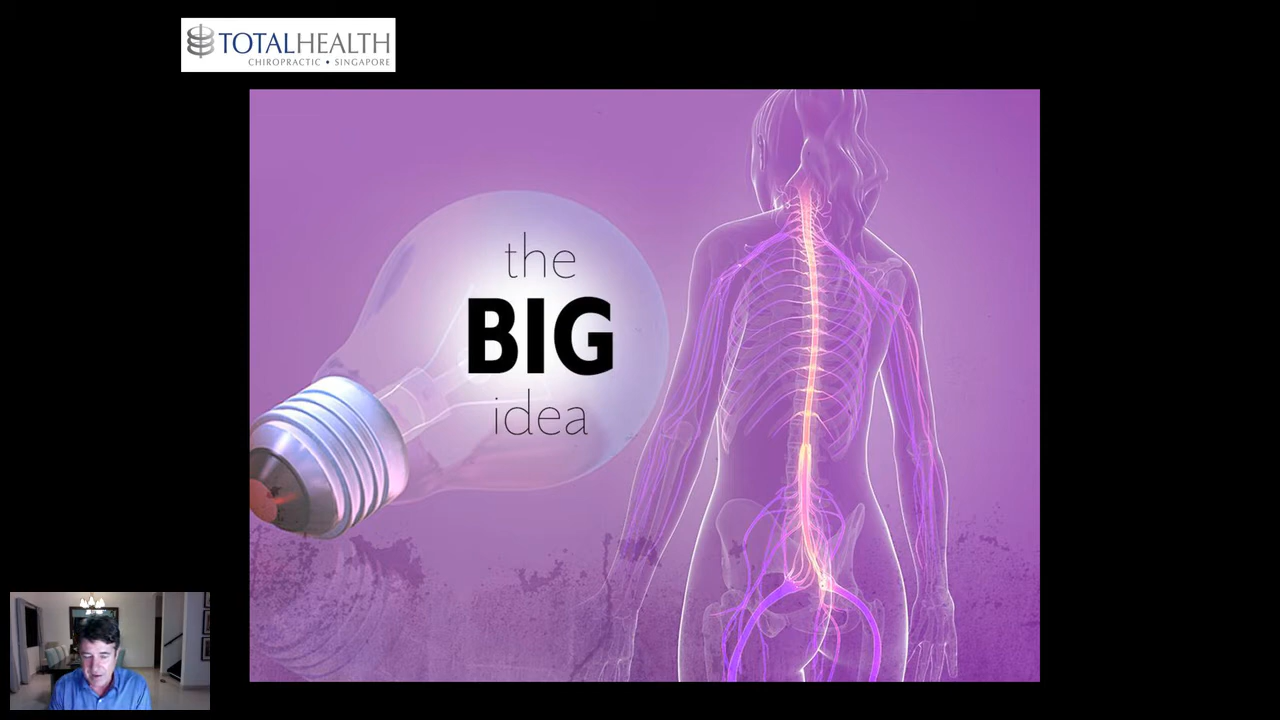 TOTALHEALTH
CHIROPRACTIC • SINGAPORE
the
BIG
idea